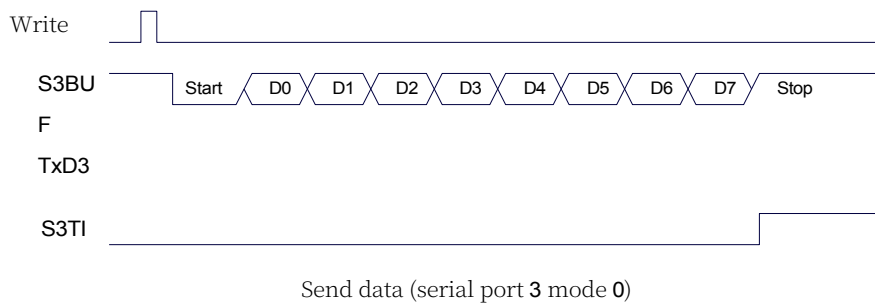 Write
S3BU
Start D0 D1 D2 D3 D4 D5 D6 D7 Stop
F
TxD3
S3TI
Send data (serial port 3 mode 0)